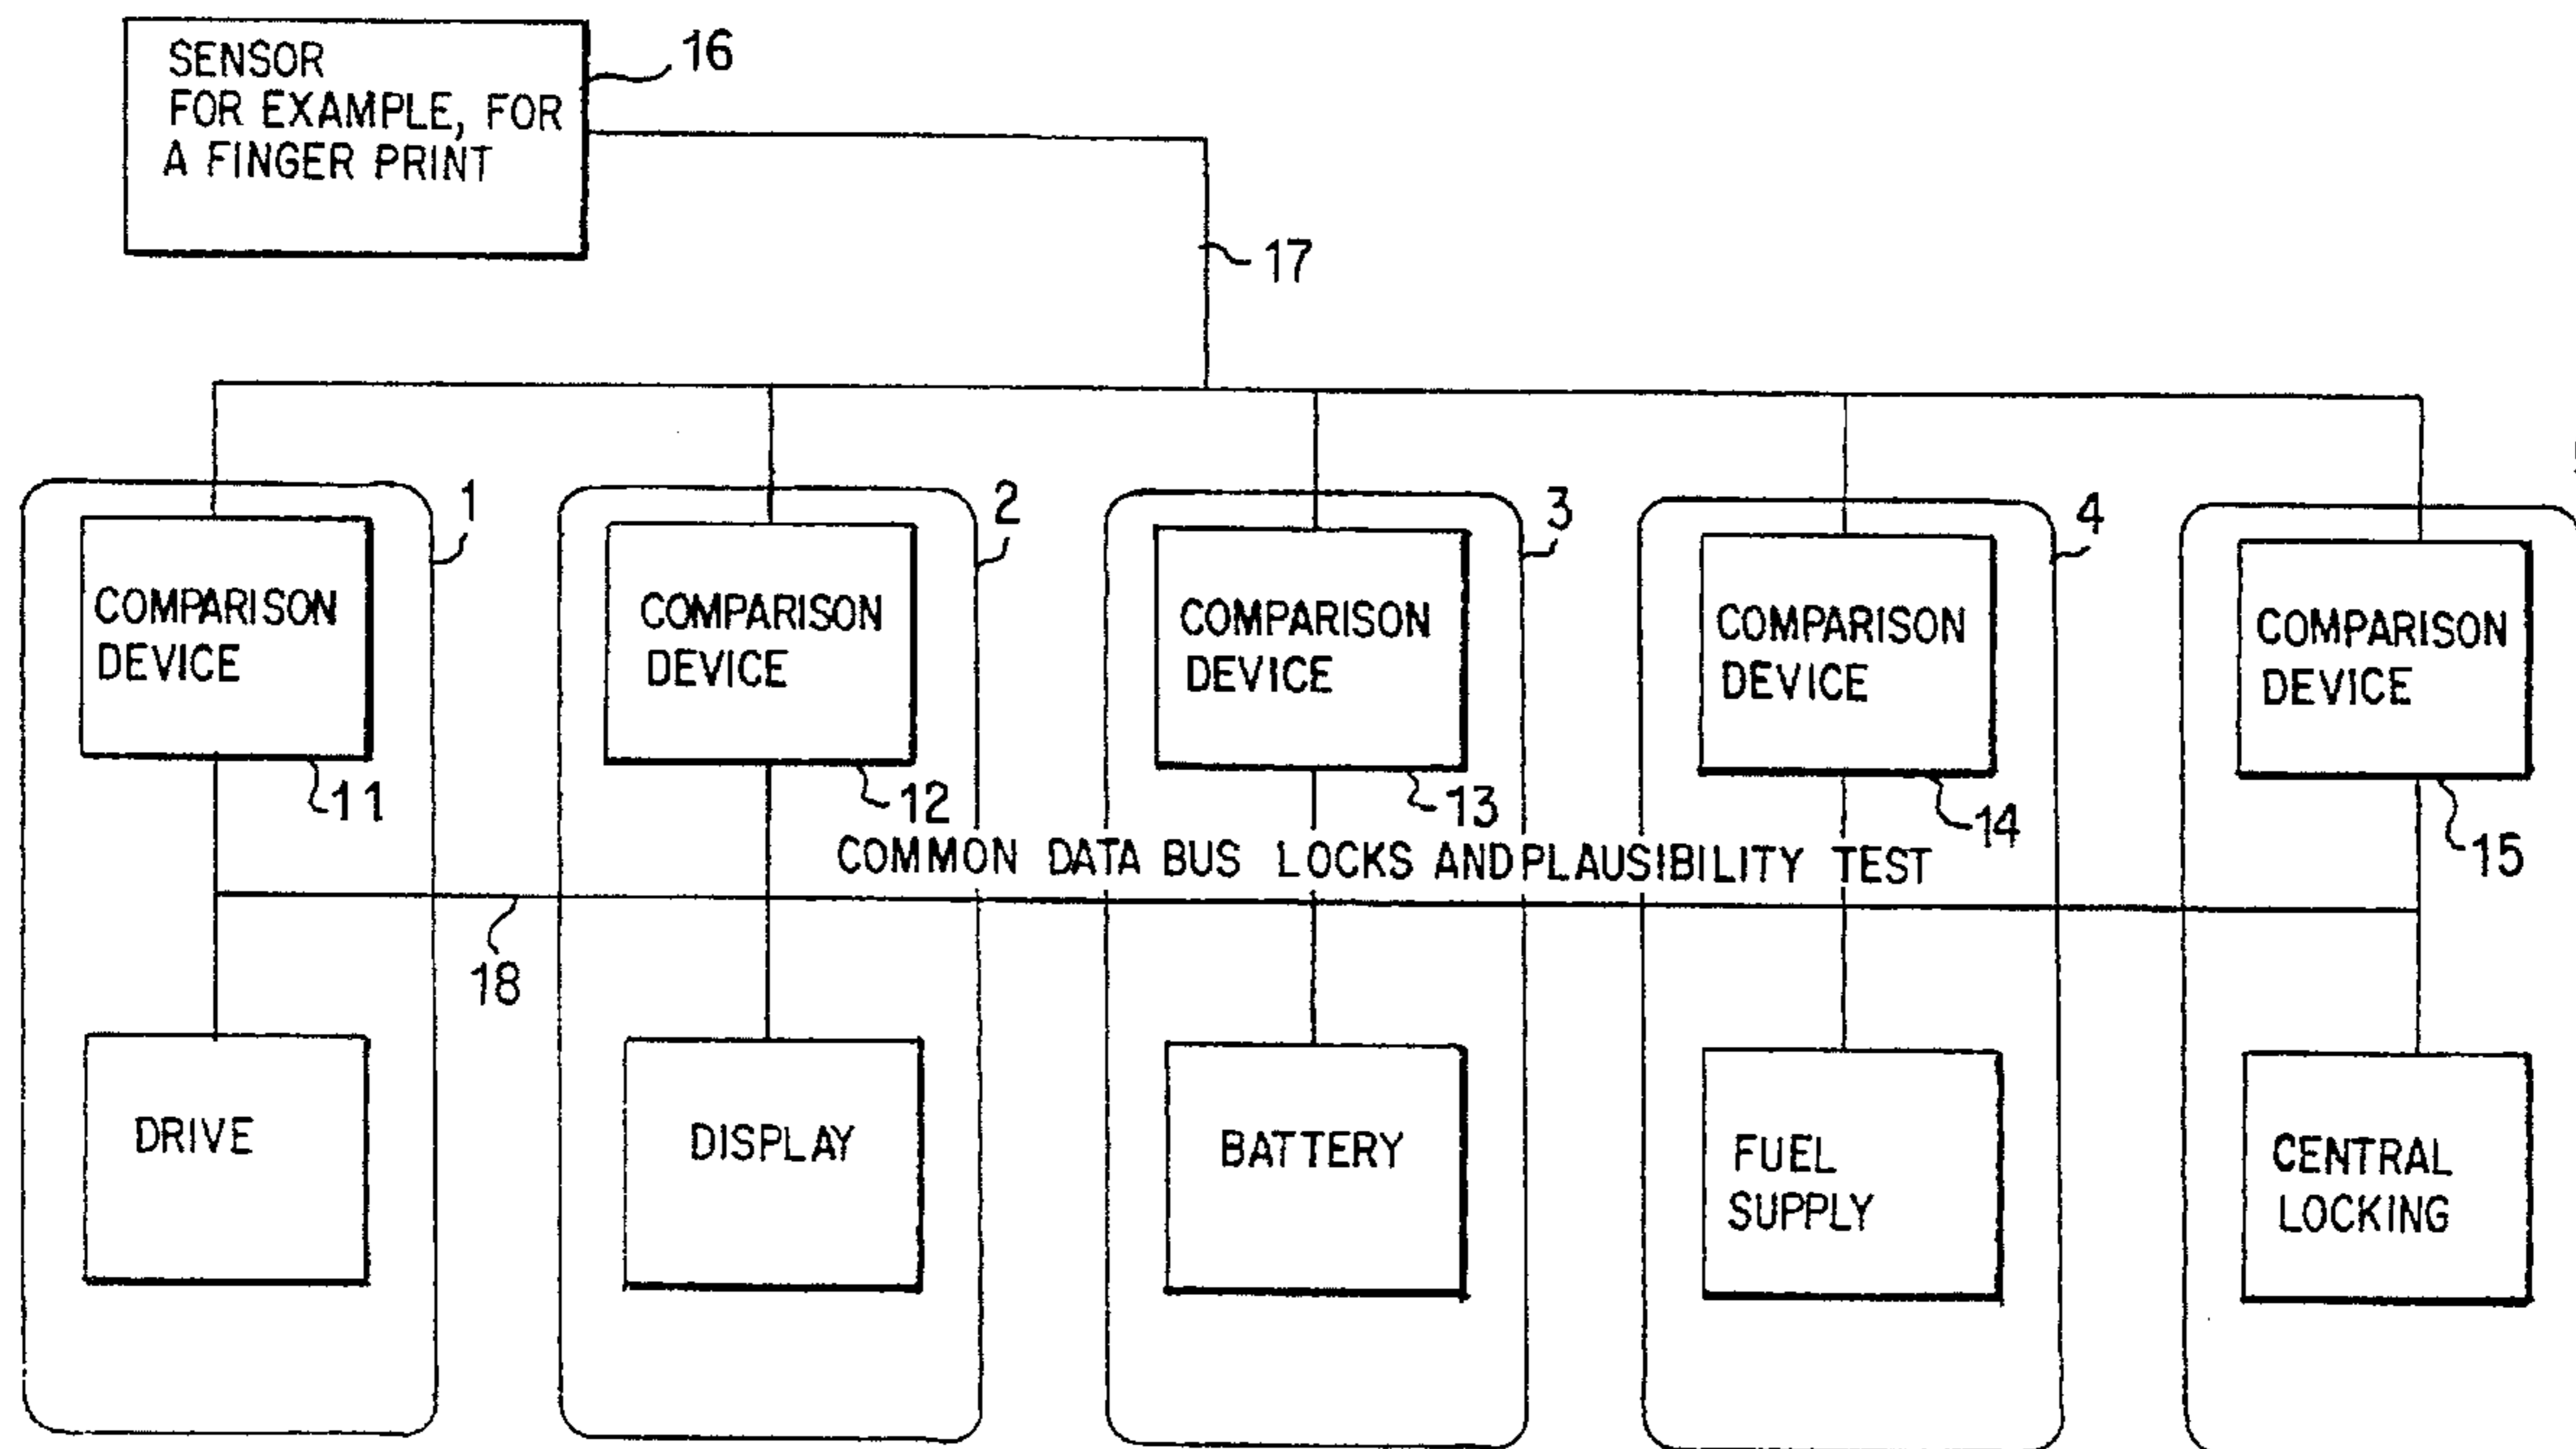 SENSOR
FOR EXAMPLE, FOR
A FINGER PRINT
16
17
1
2
3
4
COMPARISON
DEVICE
COMPARISON
DEVICE
COMPARISON
DEVICE
COMPARISON
DEVICE
COMPARISON
DEVICE
11
12
13
14
15
COMMON DATA BUS LOCKS AND PLAUSIBILITY TEST
18
DRIVE
DISPLAY
BATTERY
FUEL
SUPPLY
CENTRAL
LOCKING